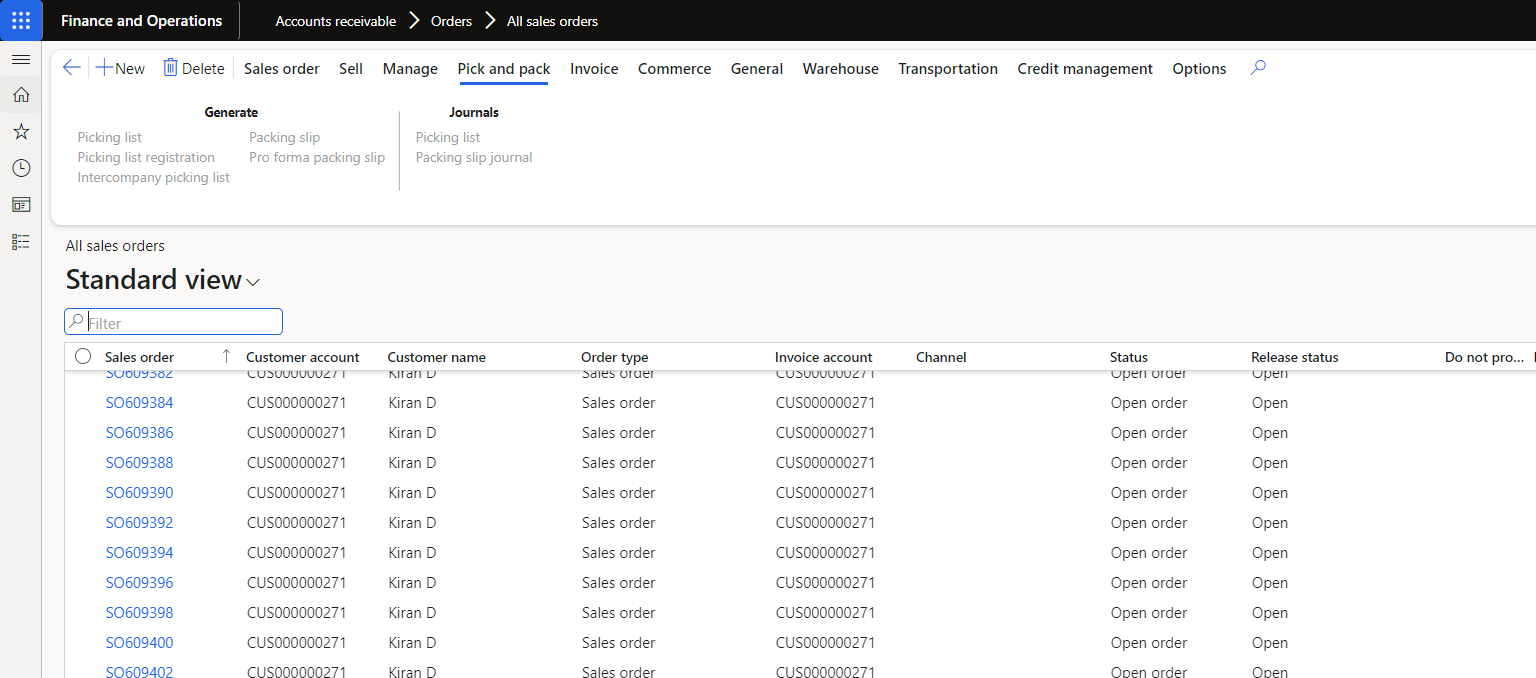 Finance and Operations
Accounts receivable Orders All sales orders
New Delete Sales order Sell Manage Pick and pack Invoice Commerce General Warehouse Transportation Credit management Options
Generate Journals
Picking list Packing slip Picking list
Picking list registration Pro forma packing slip Packing slip journal
Intercompany picking list
All sales orders
Standard view
Filter
Sales order Customer account Customer name Order type Invoice account Channel Status Release status Do not pro...
SO609382 CUS000000271 Kiran D Sales order CUS000000271 Open order Open
SO609384 CUS000000271 Kiran D Sales order CUS000000271 Open order Open
SO609386 CUS000000271 Kiran D Sales order CUS000000271 Open order Open
SO609388 CUS000000271 Kiran D Sales order CUS000000271 Open order Open
SO609390 CUS000000271 Kiran D Sales order CUS000000271 Open order Open
SO609392 CUS000000271 Kiran D Sales order CUS000000271 Open order Open
SO609394 CUS000000271 Kiran D Sales order CUS000000271 Open order Open
SO609396 CUS000000271 Kiran D Sales order CUS000000271 Open order Open
SO609398 CUS000000271 Kiran D Sales order CUS000000271 Open order Open
SO609400 CUS000000271 Kiran D Sales order CUS000000271 Open order Open
SO609402 CUS000000271 Kiran D Sales order CUS000000271 Open order Open